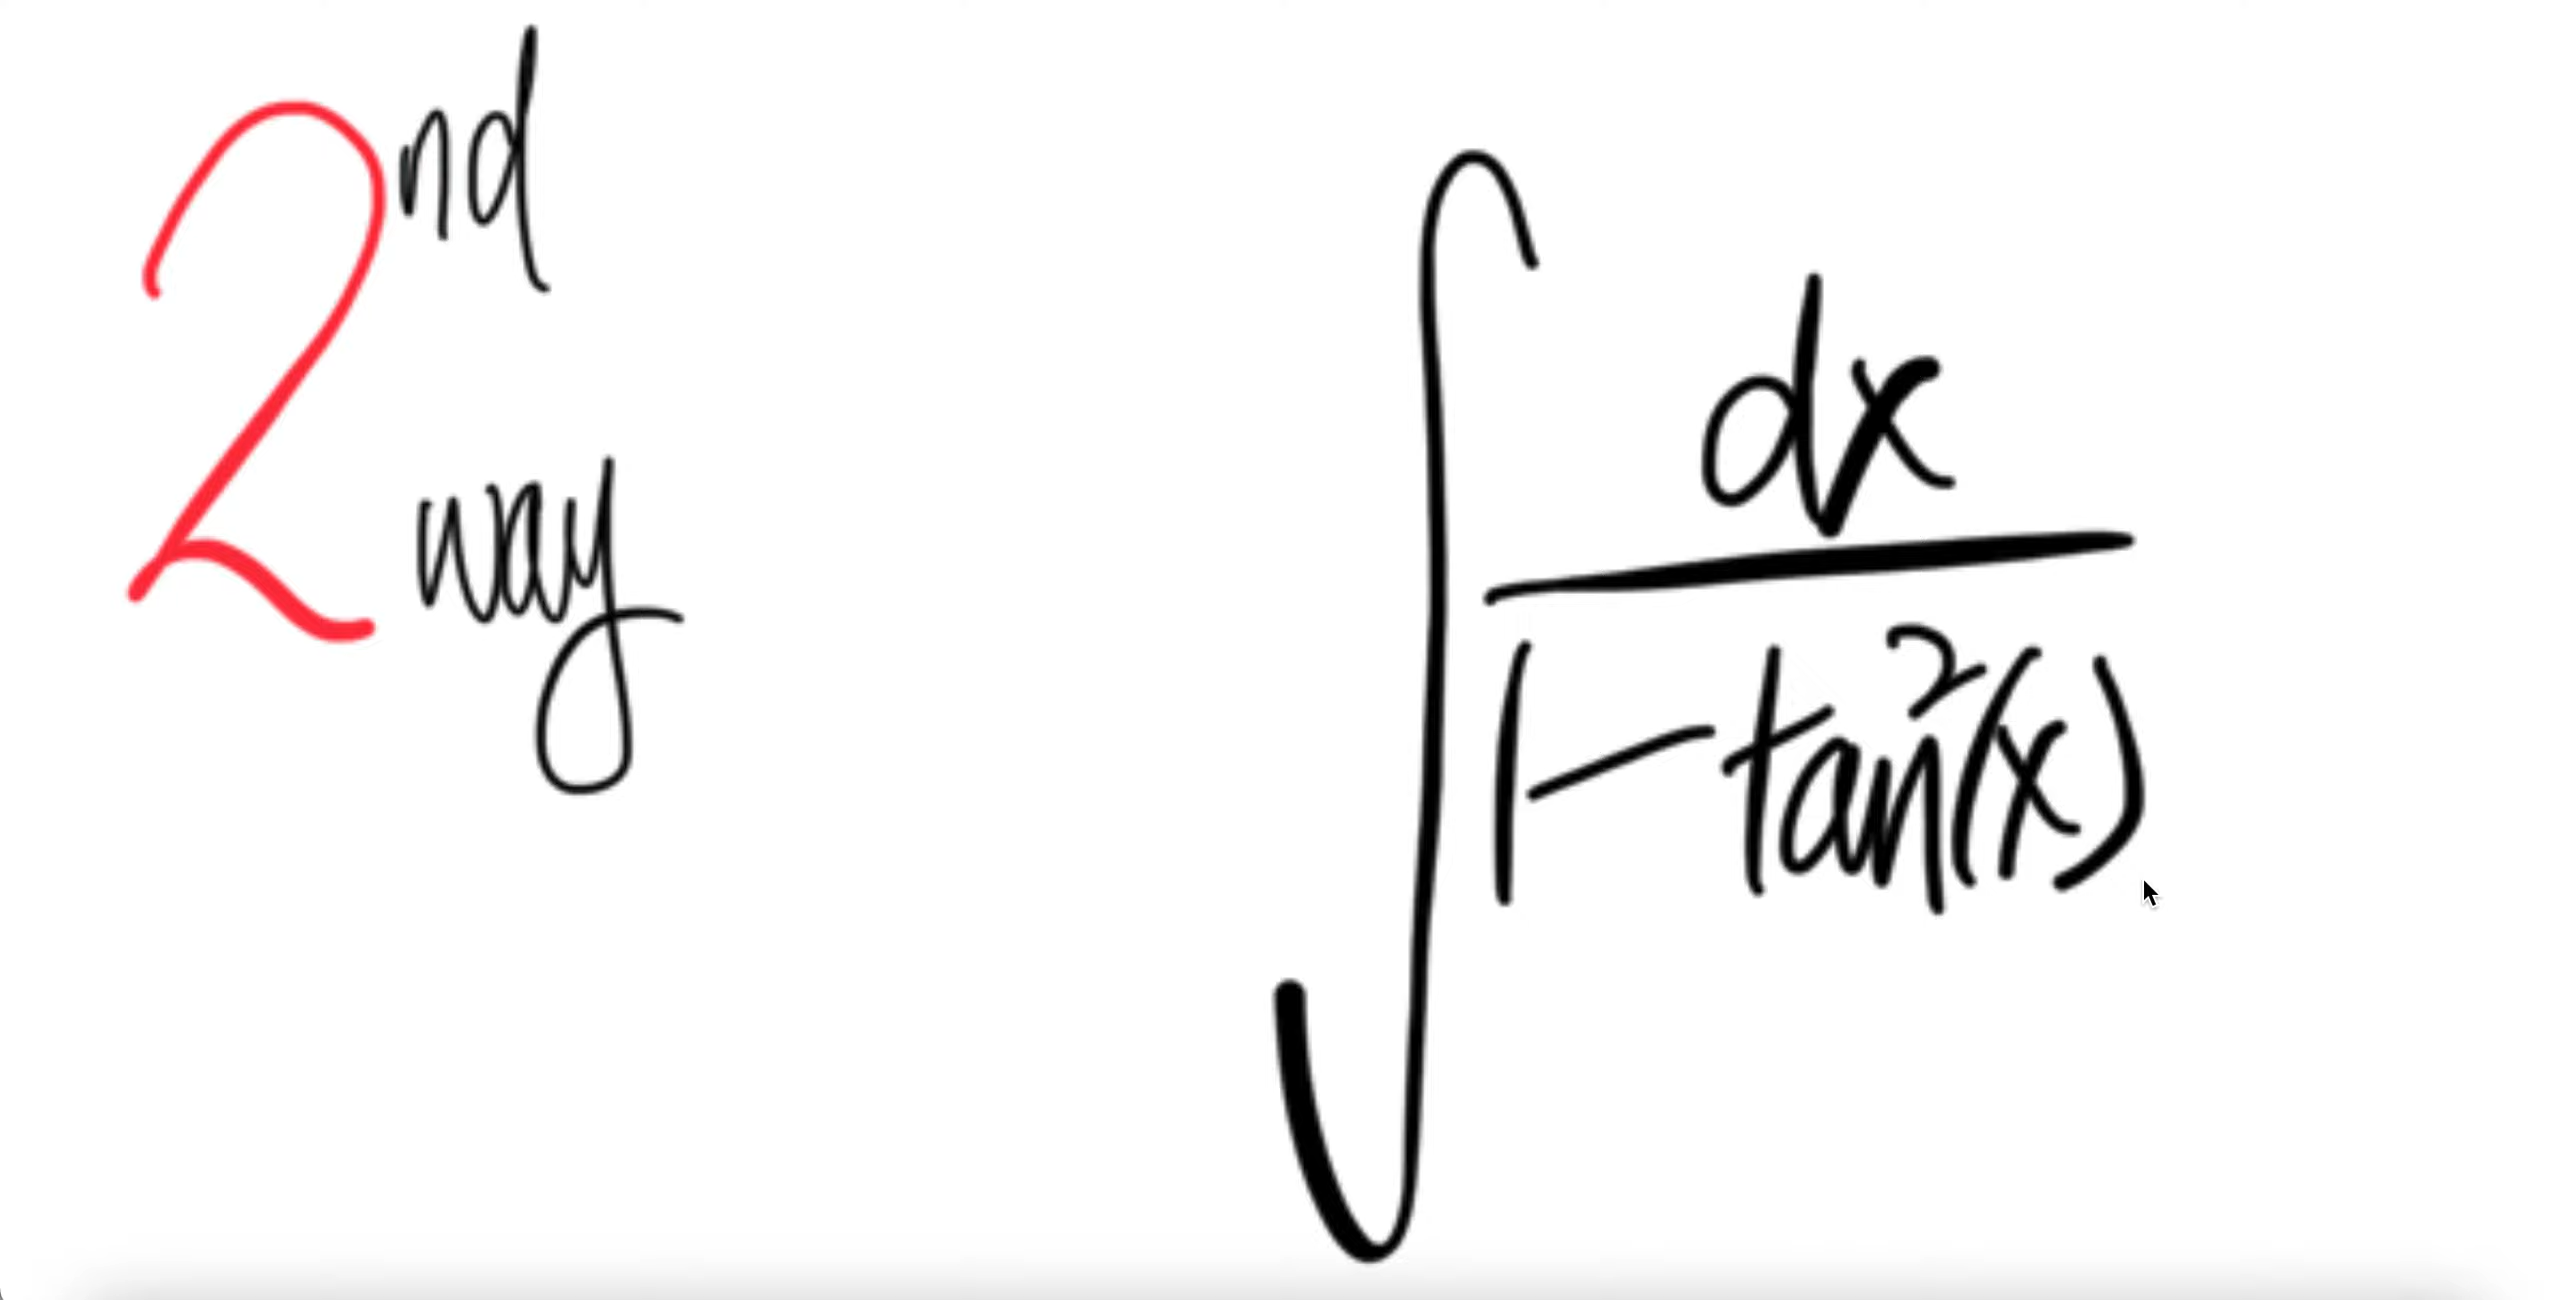 2nd
way
∫ dx
1-tan²(x)